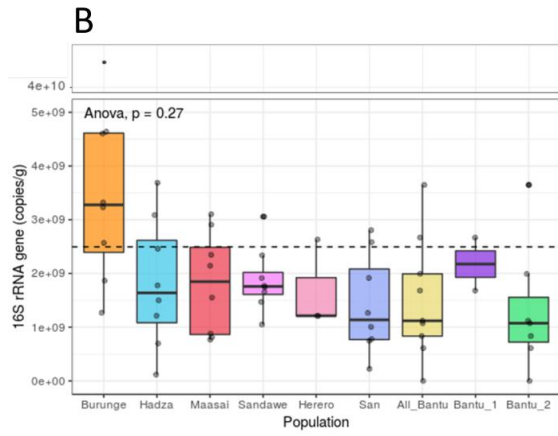 B
4e+10
Anova, p = 0.27
5e+09
4e+09
3e+09
2e+09
1e+09
0e+00
16S rRNA gene (copies/g)
Burunge Hadza Maasai Sandawe Herero San All_Bantu Bantu_1 Bantu_2
Population